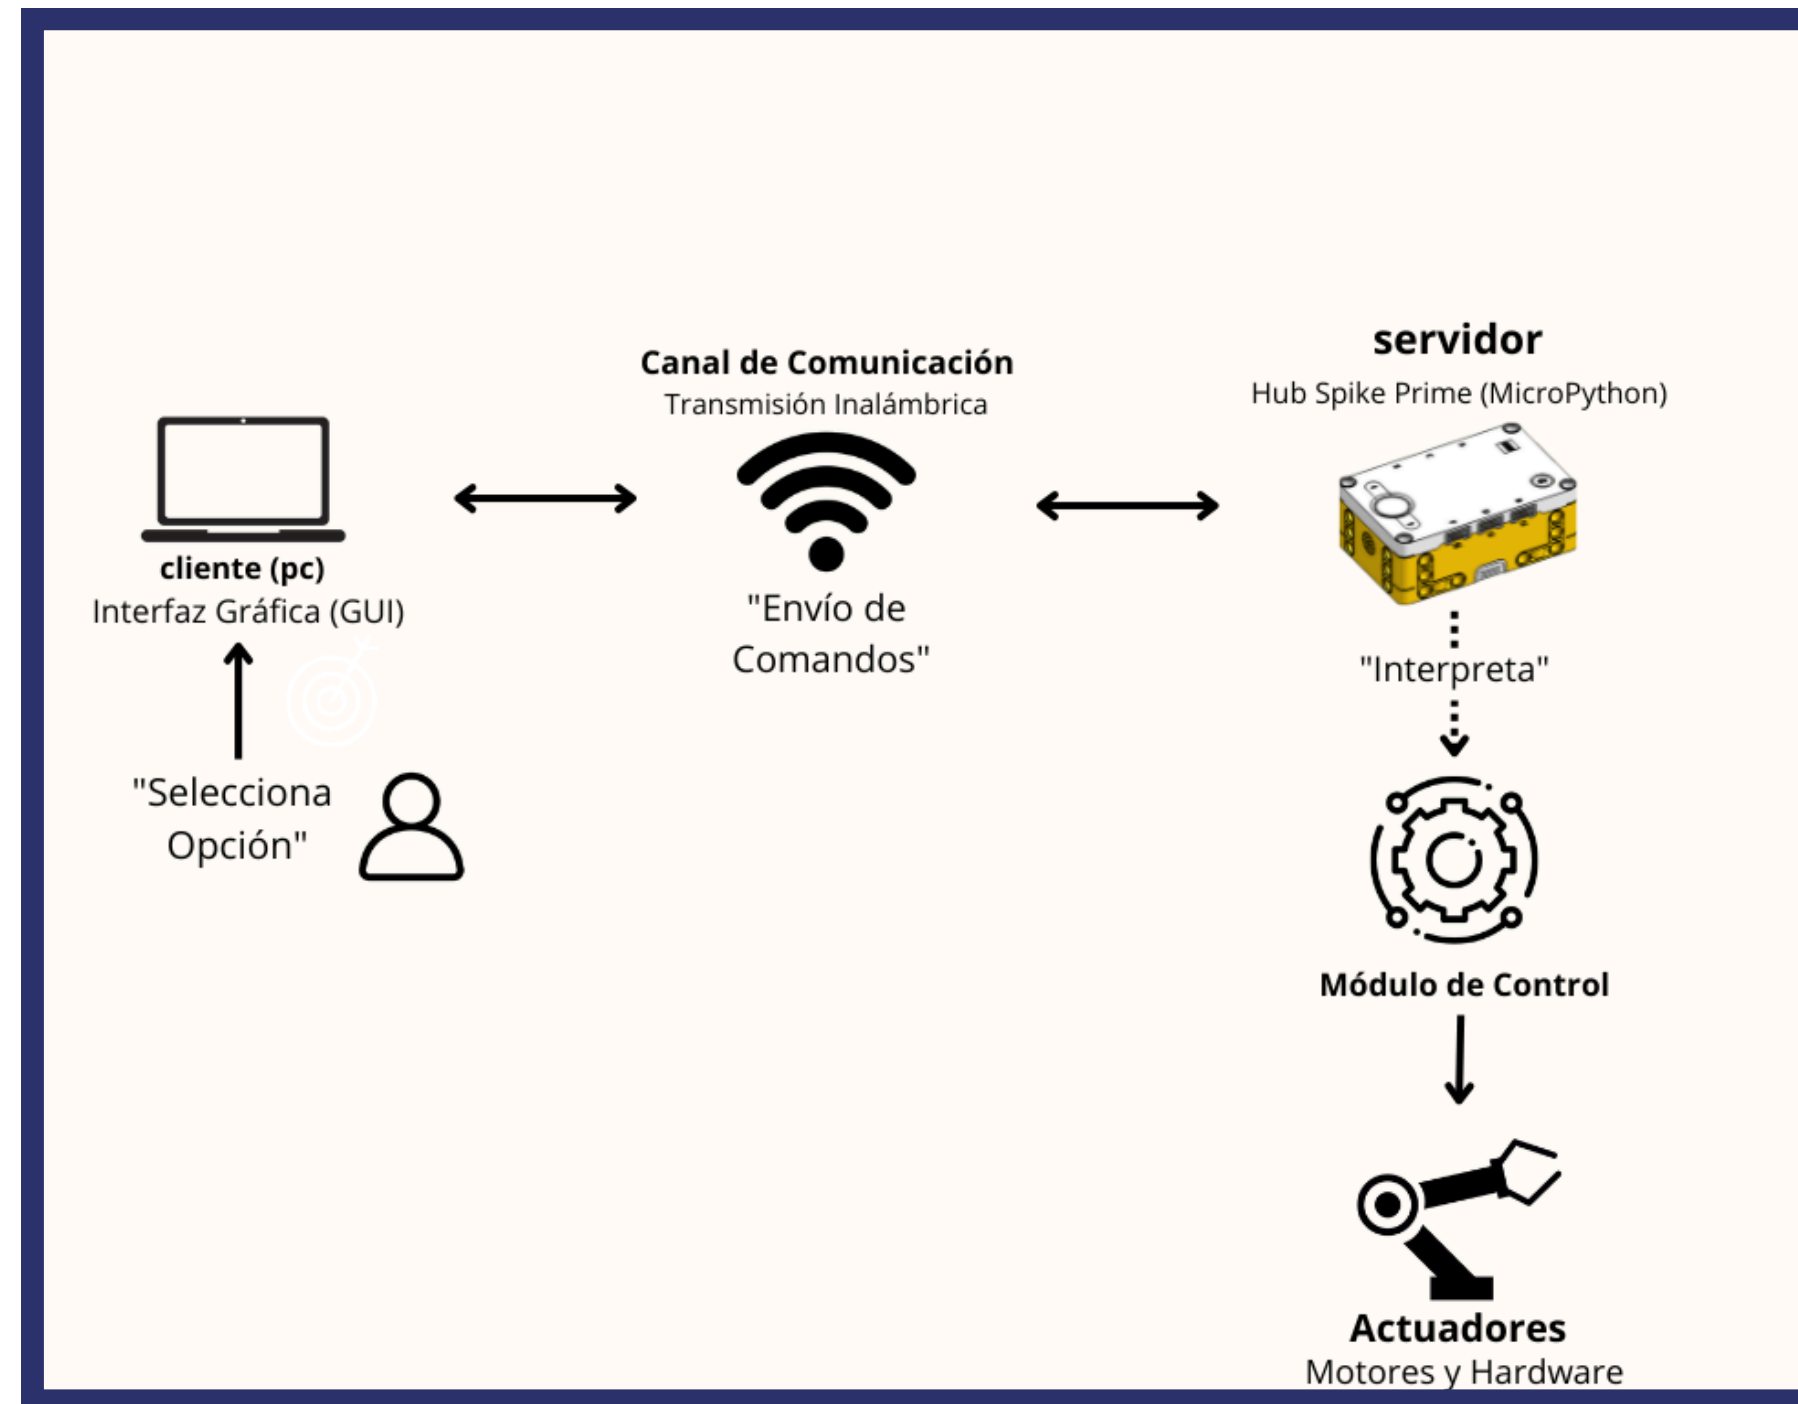 cliente (pc)
Interfaz Gráfica (GUI)
"Selecciona
Opción"
Canal de Comunicación
Transmisión Inalámbrica
"Envío de
Comandos"
servidor
Hub Spike Prime (MicroPython)
"Interpreta"
Módulo de Control
Actuadores
Motores y Hardware